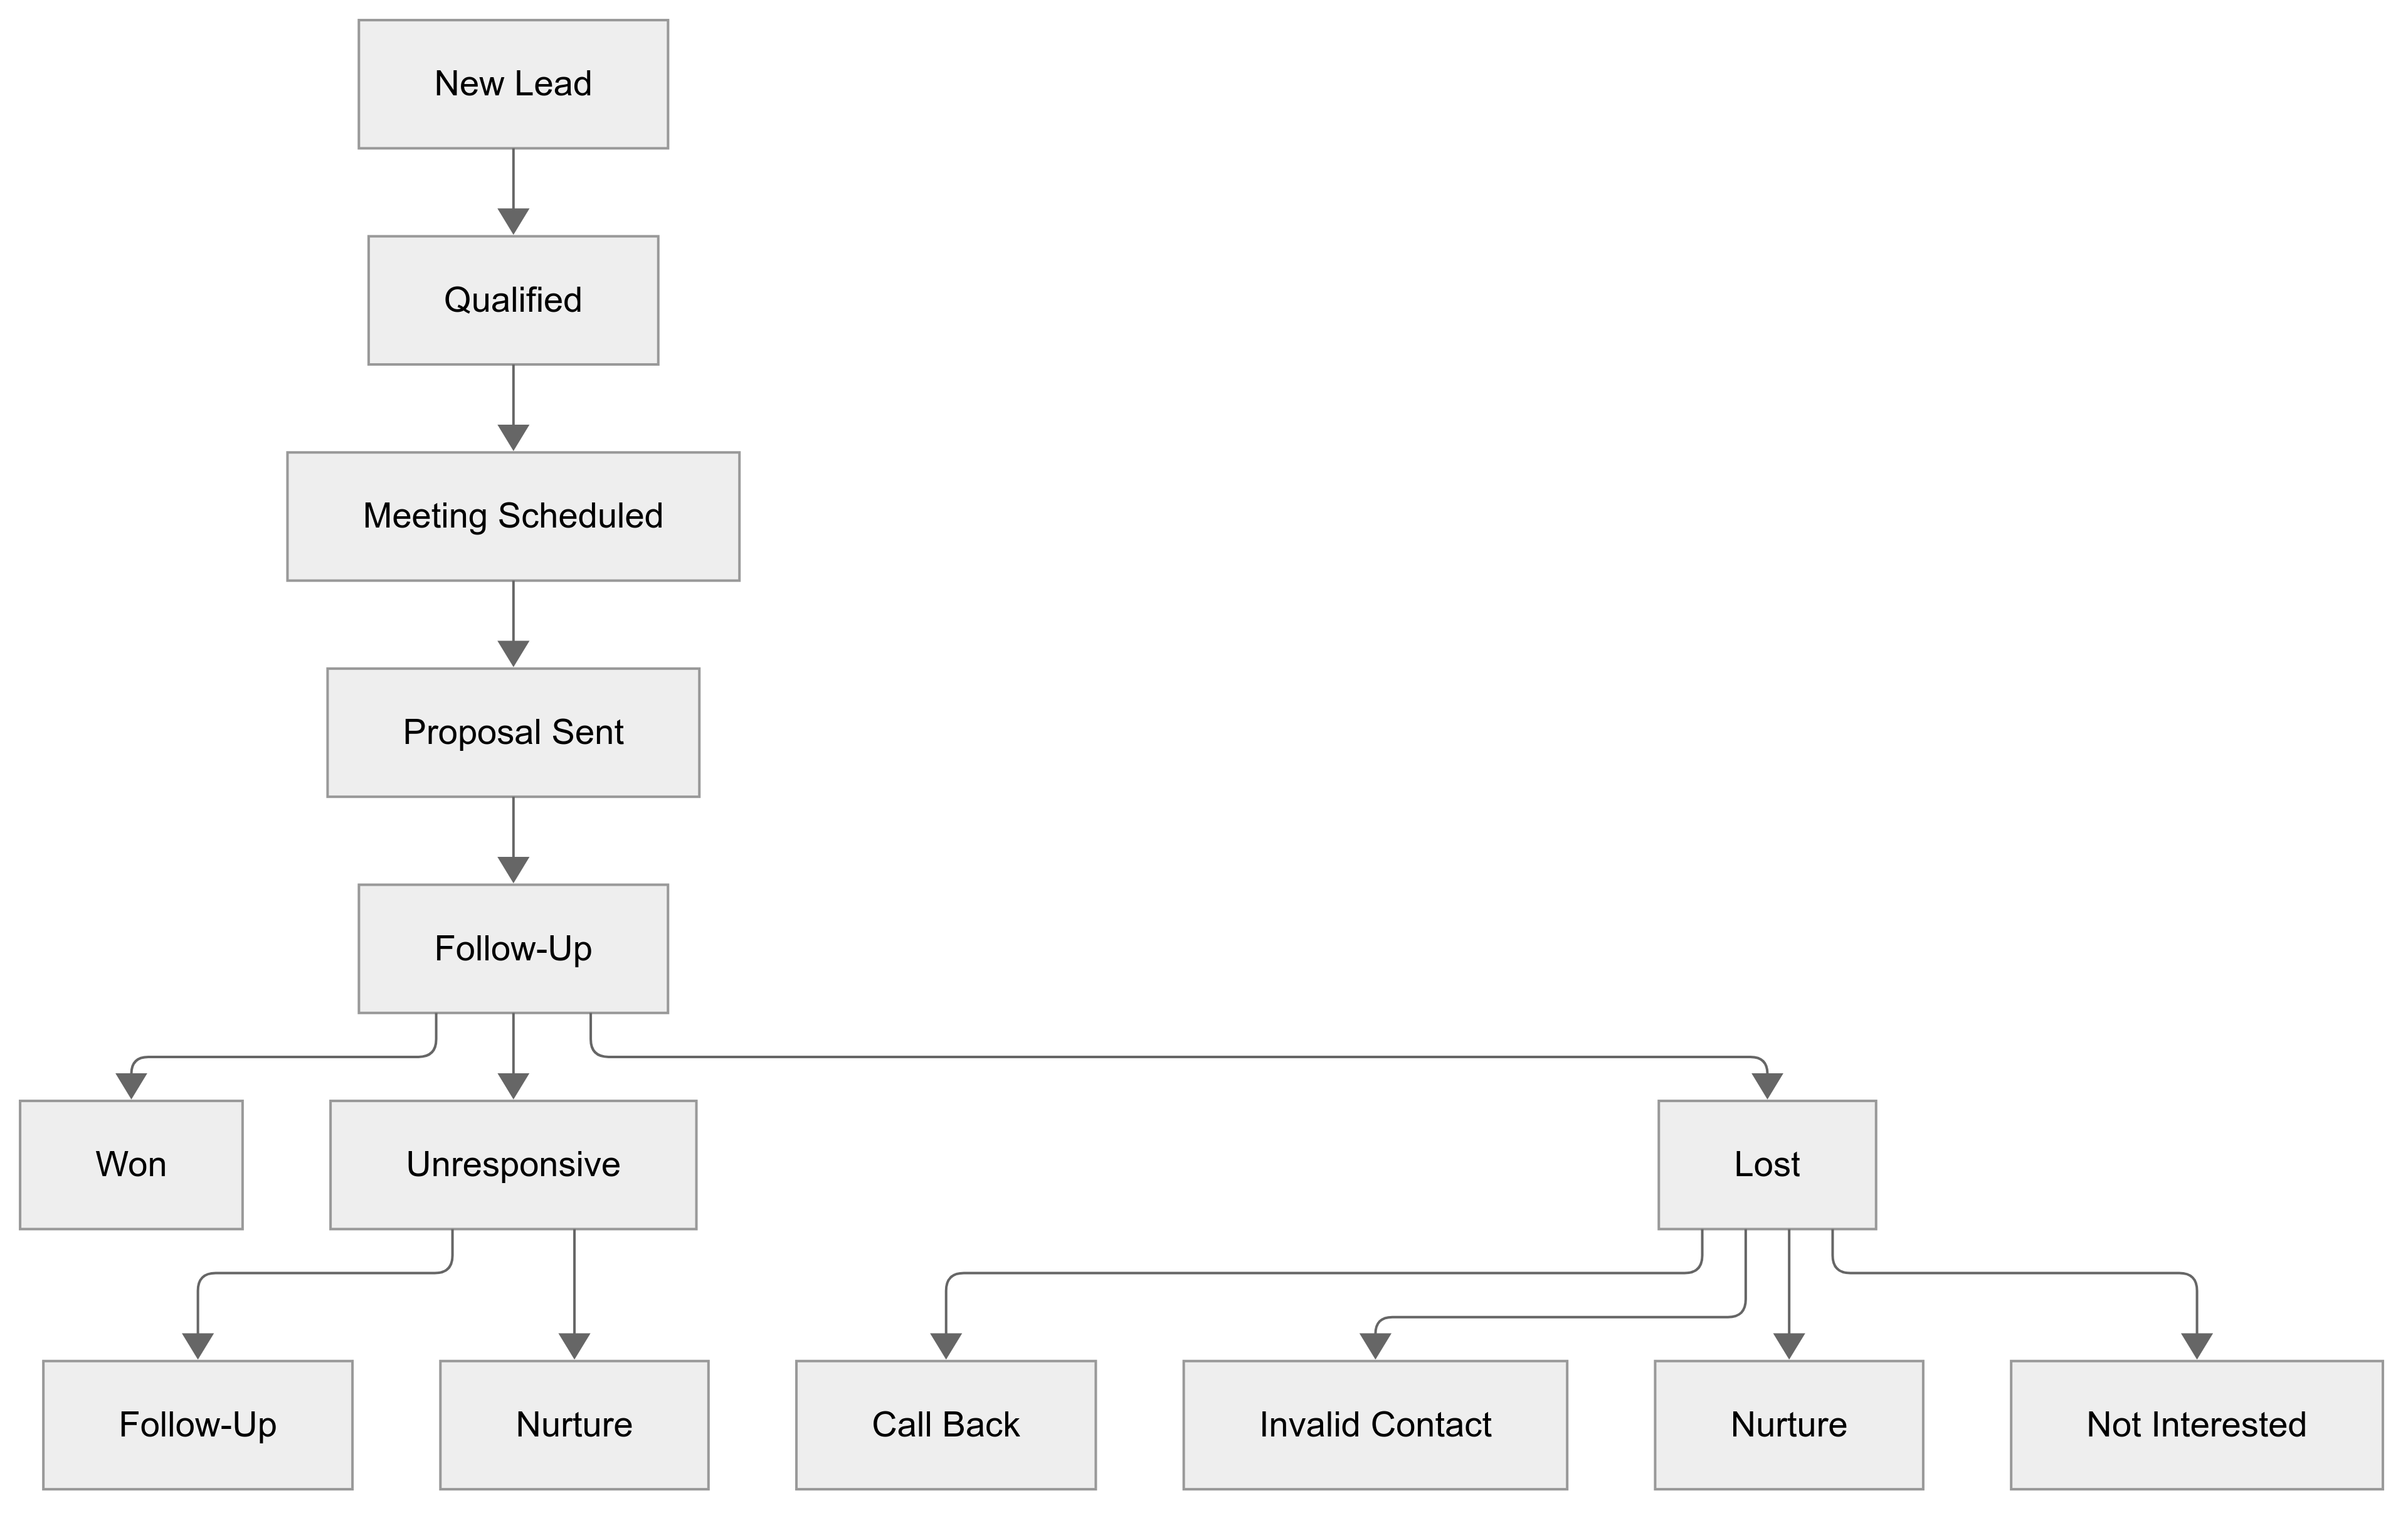 New Lead
Qualified
Meeting Scheduled
Proposal Sent
Follow-Up
Won
Unresponsive
Lost
Follow-Up
Nurture
Call Back
Invalid Contact
Nurture
Not Interested